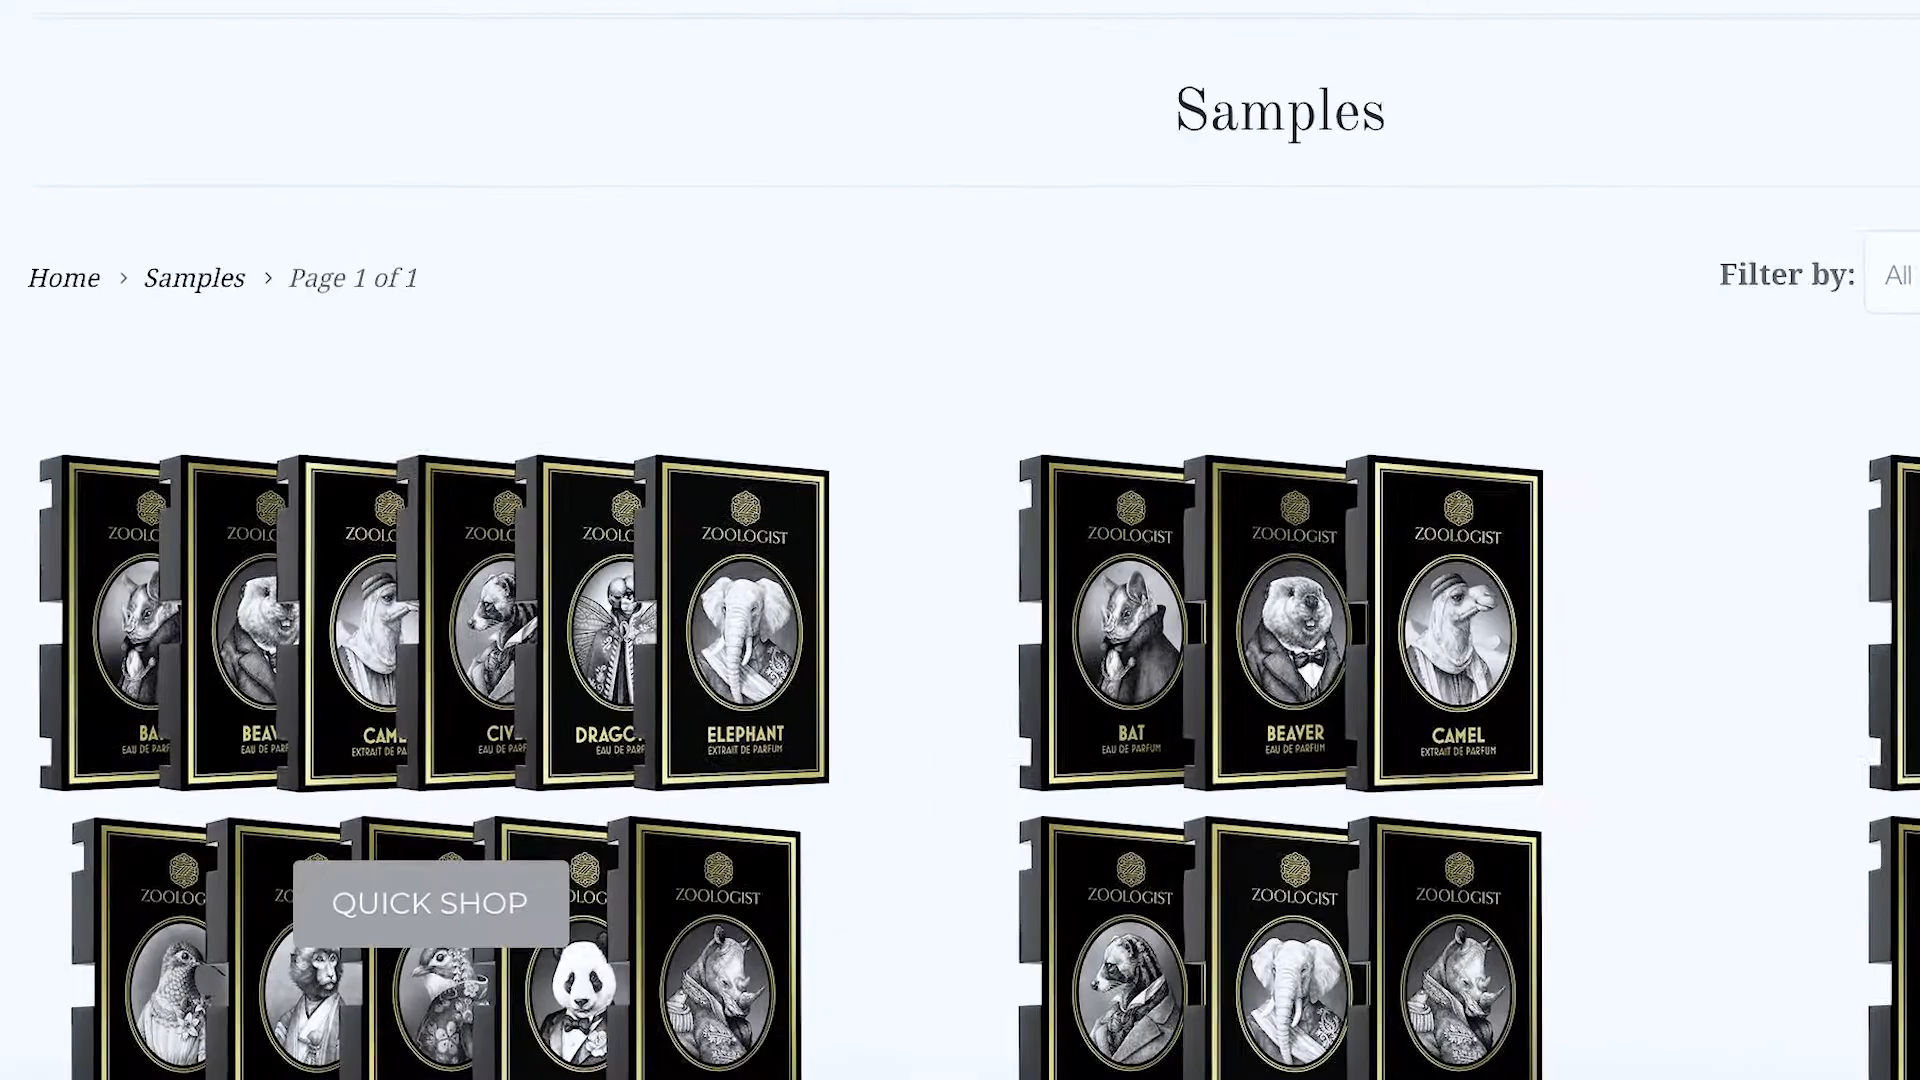 Samples
Home > Samples > Page 1 of 1
Filter by: All
ZOOLOGIST
ZOOLOGIST ZOOLOGIST ZOOLOGIST
ELEPHANT
EXTRAIT DE PARFUM
BAT
EAU DE PARFUM
BEAVER
EAU DE PARFUM
CAMEL
EXTRAIT DE PARFUM
QUICK SHOP
ZOOLOGIST
ZOOLOGIST ZOOLOGIST ZOOLOGIST